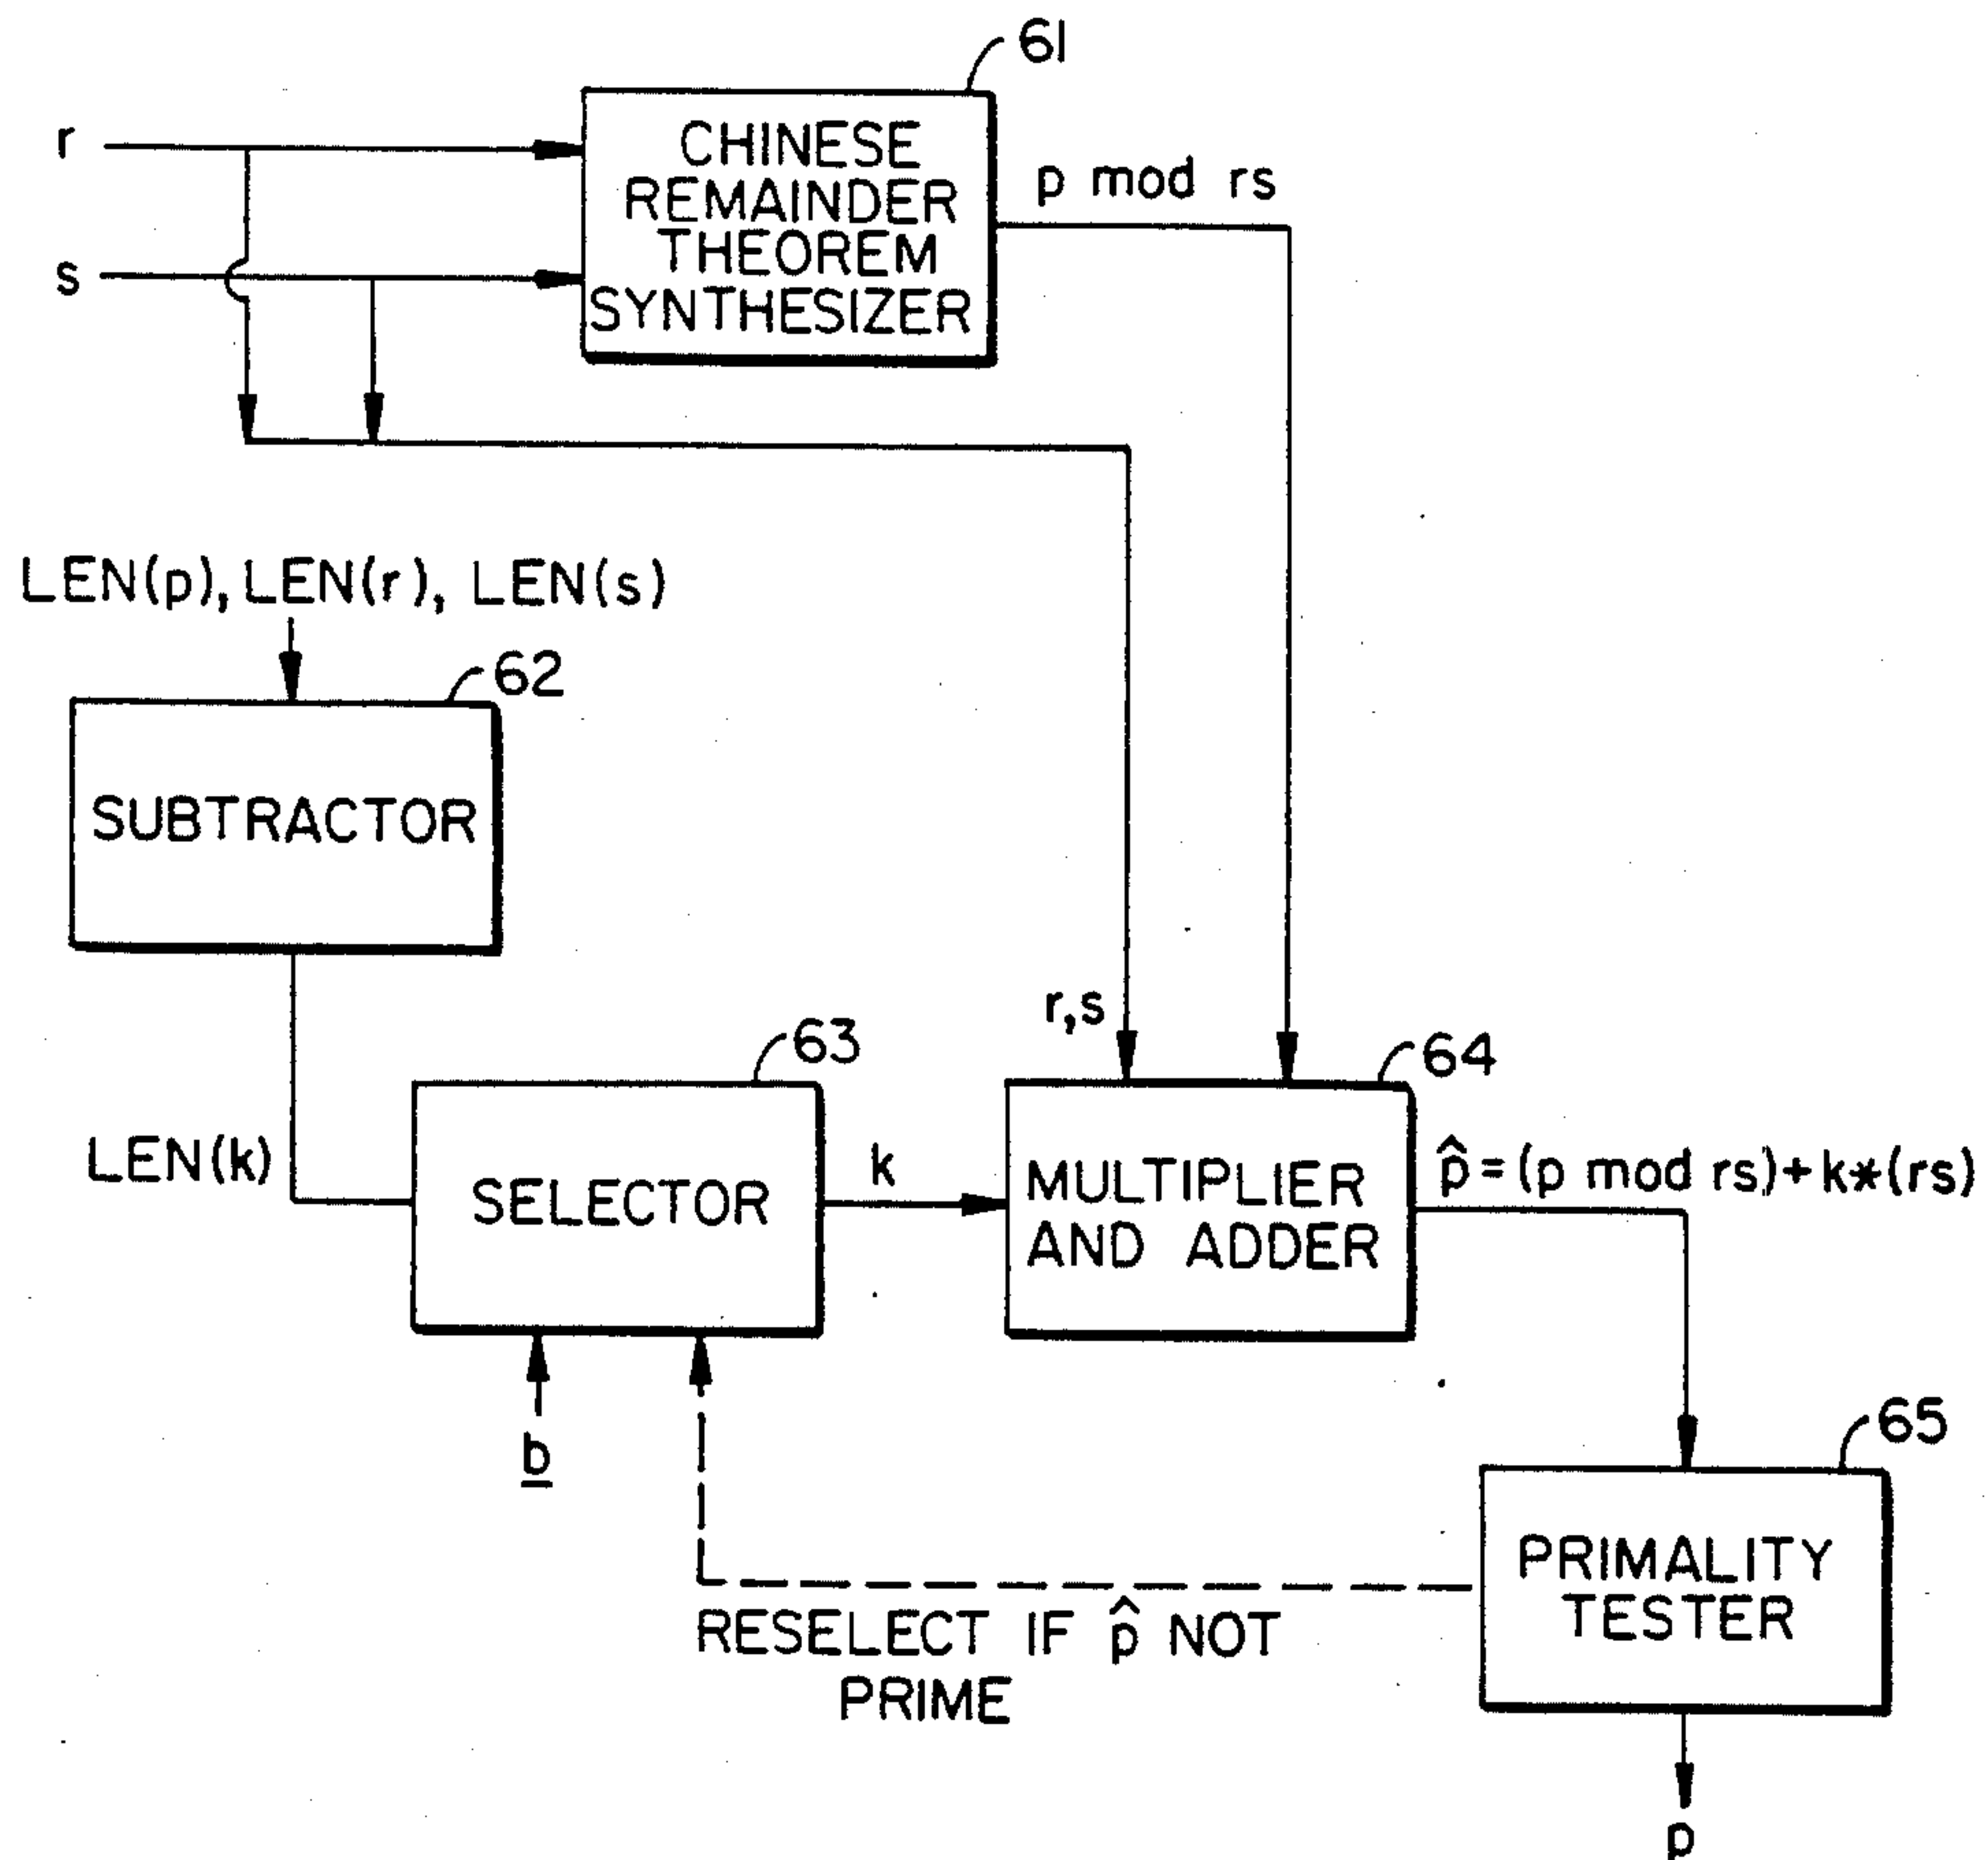 61
r
CHINESE
REMAINDER
THEOREM
SYNTHESIZER
p mod rs
s
LEN(p), LEN(r), LEN(s)
62
SUBTRACTOR
r,s
63
64
LEN(k)
SELECTOR
k
MULTIPLIER
AND ADDER
p̂=(p mod rs)+k*(rs)
b
65
PRIMALITY
TESTER
RESELECT IF p̂ NOT
PRIME
p